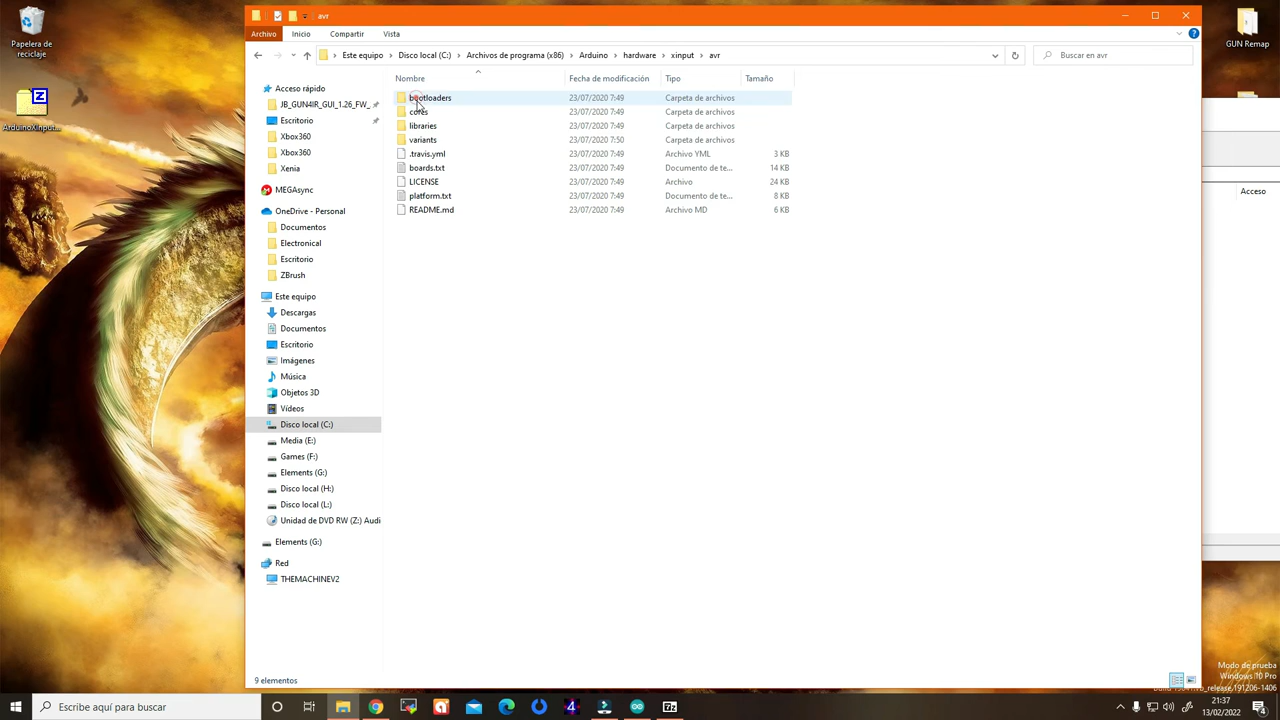 Papelera de
reciclaje
ArduinoXinput...
GUN Remap
avr
Archivo Inicio Compartir Vista
Este equipo > Disco local (C:) > Archivos de programa (x86) > Arduino > hardware > xinput > avr
Buscar en avr
Nombre Fecha de modificación Tipo Tamaño
bootloaders 23/07/2020 7:49 Carpeta de archivos
cores 23/07/2020 7:49 Carpeta de archivos
libraries 23/07/2020 7:49 Carpeta de archivos
variants 23/07/2020 7:50 Carpeta de archivos
.travis.yml 23/07/2020 7:49 Archivo YML 3 KB
boards.txt 23/07/2020 7:49 Documento de te... 14 KB
LICENSE 23/07/2020 7:49 Archivo 24 KB
platform.txt 23/07/2020 7:49 Documento de te... 8 KB
README.md 23/07/2020 7:49 Archivo MD 6 KB
Acceso rápido
JB_GUN4IR_GUI_1.26_FW_
Escritorio
Xbox360
Xbox360
Xenia
MEGAsync
OneDrive - Personal
Documentos
Electronical
Escritorio
ZBrush
Este equipo
Descargas
Documentos
Escritorio
Imágenes
Música
Objetos 3D
Vídeos
Disco local (C:)
Media (E:)
Games (F:)
Elements (G:)
Disco local (H:)
Disco local (L:)
Unidad de DVD RW (Z:) Audi
Elements (G:)
Red
THEMACHINEV2
Acceso
9 elementos
Modo de prueba
Windows 10 Pro
_release.191206-1406
Escribe aquí para buscar
21:37
13/02/2022
4